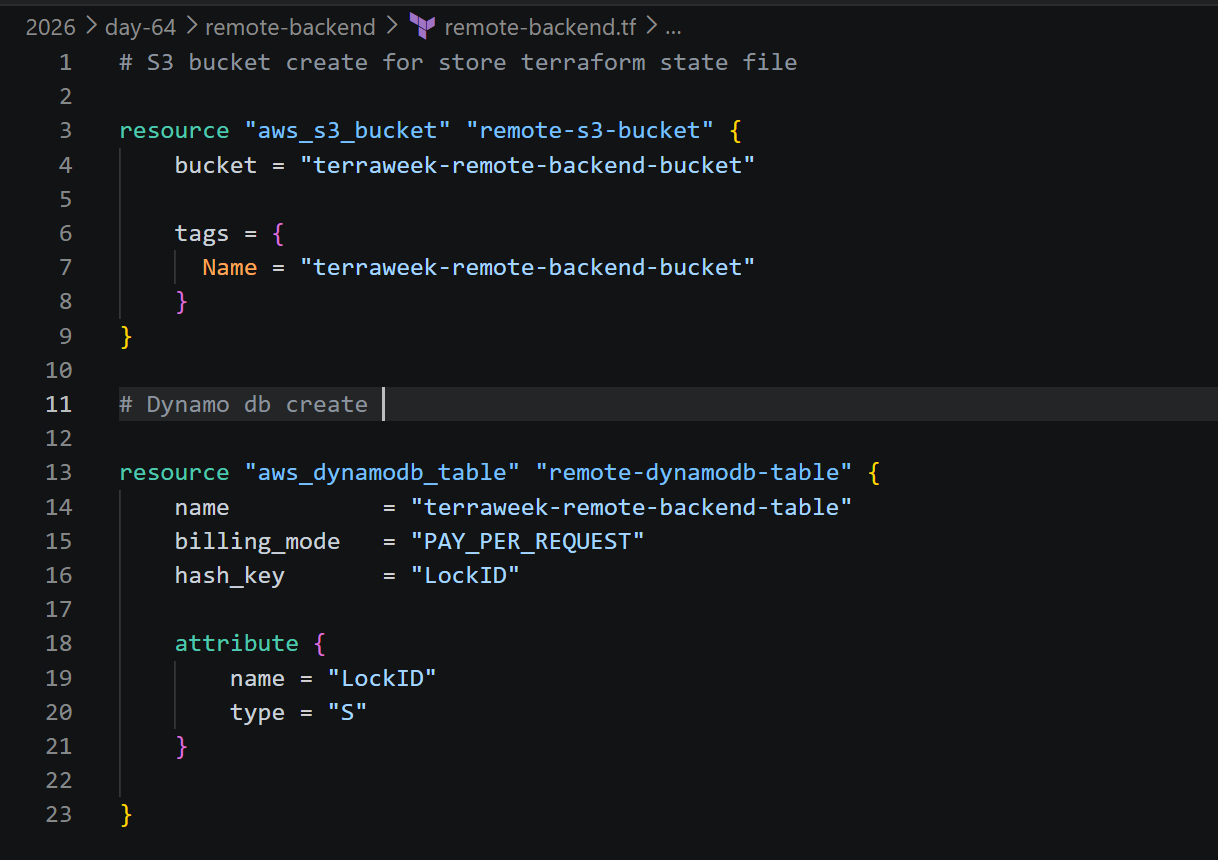 2026 > day-64 > remote-backend > remote-backend.tf > ...
1 # S3 bucket create for store terraform state file
2
3 resource "aws_s3_bucket" "remote-s3-bucket" {
4     bucket = "terraweek-remote-backend-bucket"
5
6     tags = {
7       Name = "terraweek-remote-backend-bucket"
8     }
9 }
10
11 # Dynamo db create
12
13 resource "aws_dynamodb_table" "remote-dynamodb-table" {
14     name           = "terraweek-remote-backend-table"
15     billing_mode   = "PAY_PER_REQUEST"
16     hash_key       = "LockID"
17
18     attribute {
19         name = "LockID"
20         type = "S"
21     }
22
23 }